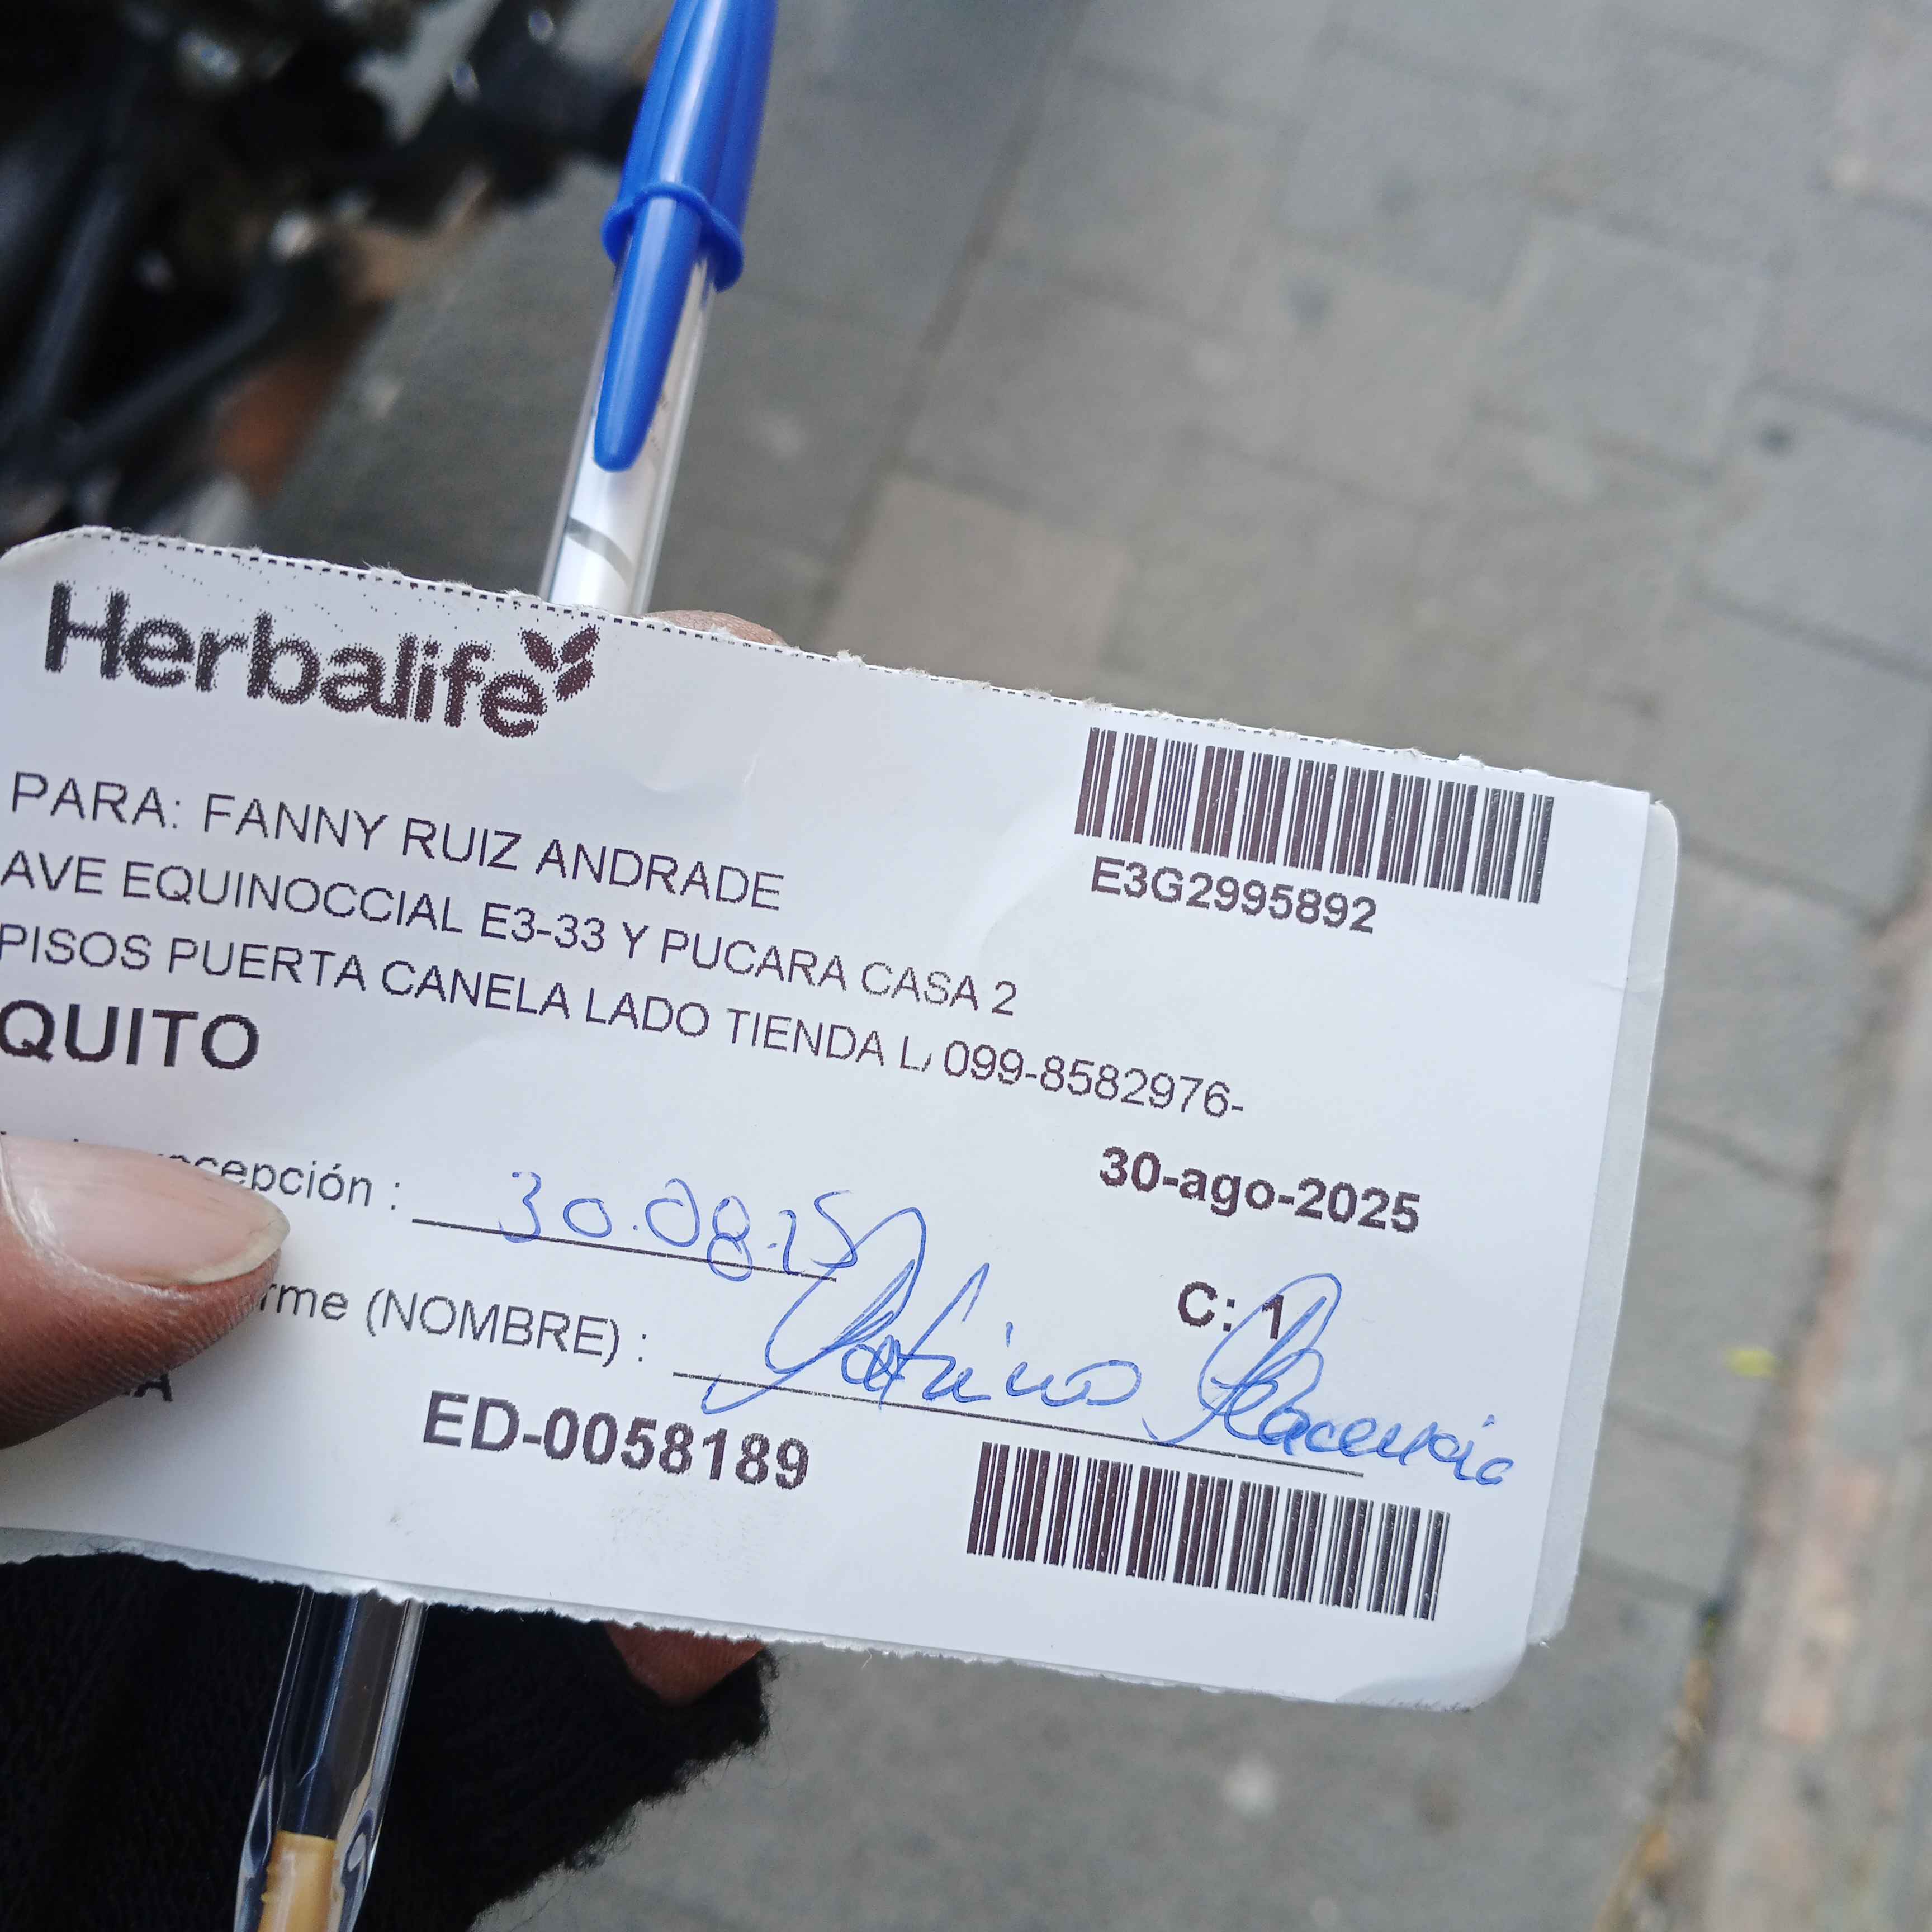 Herbalife
E3G2995892
PARA: FANNY RUIZ ANDRADE
AVE EQUINOCCIAL E3-33 Y PUCARA CASA 2
PISOS PUERTA CANELA LADO TIENDA L 099-8582976-
QUITO
30-ago-2025
cepción : 30.08.25
C: 1
rme (NOMBRE) : Placencia
ED-0058189